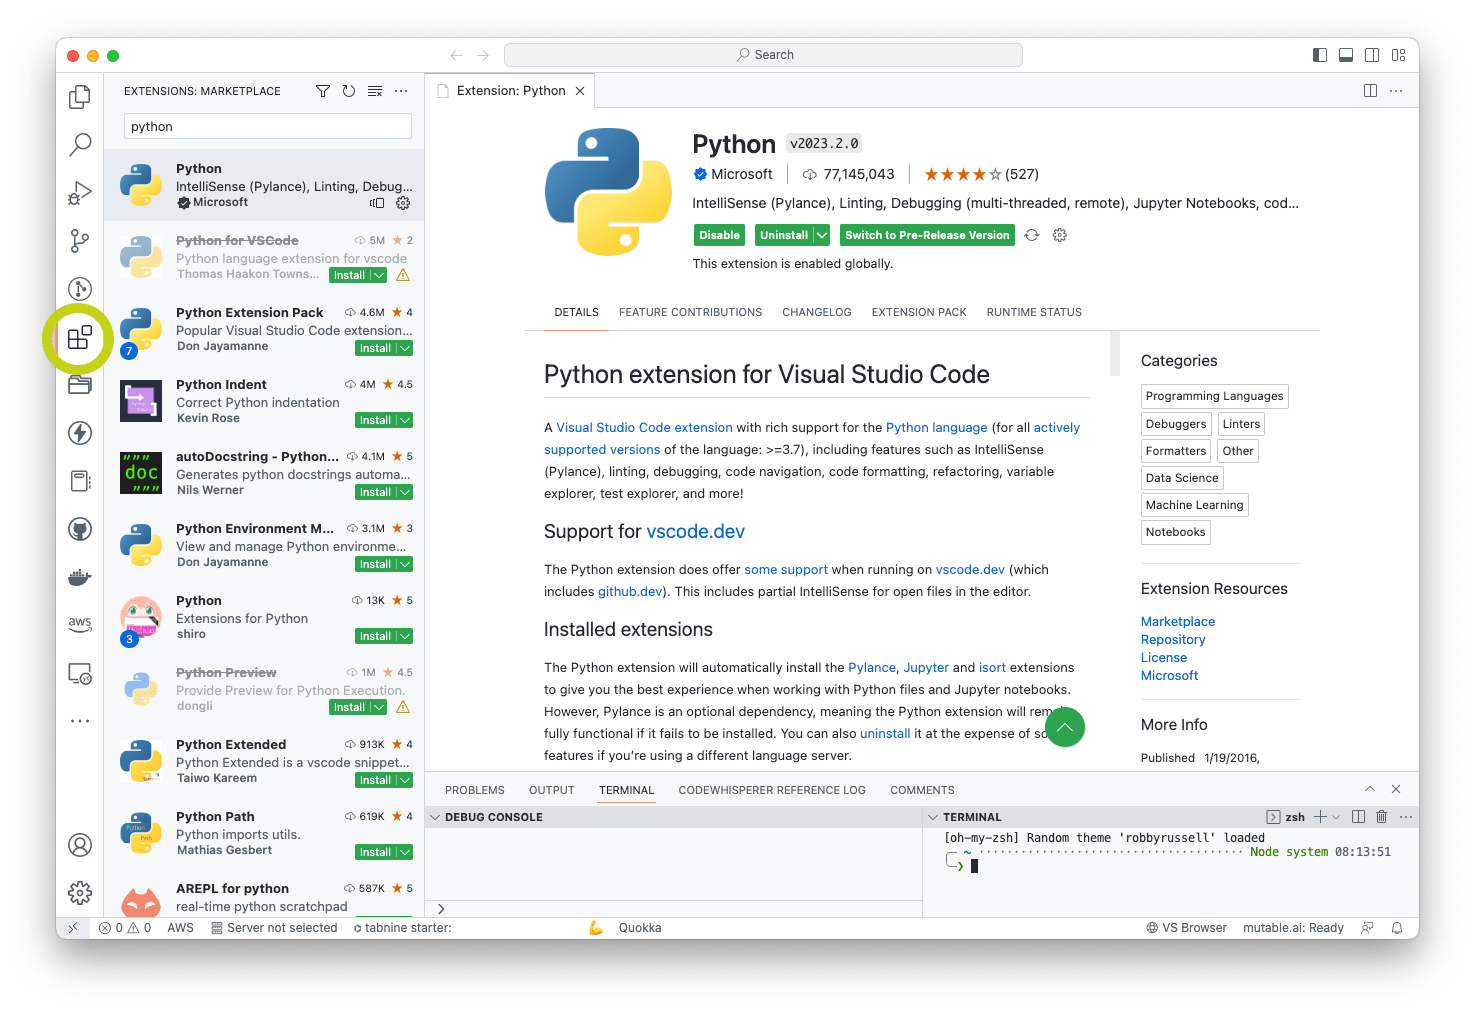 Search
EXTENSIONS: MARKETPLACE
python
Python
IntelliSense (Pylance), Linting, Debug...
Microsoft
Python for VSCode 5M 2
Python language extension for vscode
Thomas Haakon Towns... Install
Python Extension Pack 4.6M 4
Popular Visual Studio Code extension...
Don Jayamanne Install
7
Python Indent 4M 4.5
Correct Python indentation
Kevin Rose Install
autoDocstring - Python... 4.1M 5
Generates python docstrings automa...
Nils Werner Install
""" doc """
Python Environment M... 3.1M 3
View and manage Python environme...
Don Jayamanne Install
Python 13K 5
Extensions for Python
shiro Install
3
Python Preview 1M 4.5
Provide Preview for Python Execution.
dongli Install
Python Extended 913K 4
Python Extended is a vscode snippet...
Taiwo Kareem Install
Python Path 619K 4
Python imports utils.
Mathias Gesbert Install
Python
Path
AREPL for python 587K 5
real-time python scratchpad
aws
Extension: Python
Python v2023.2.0
Microsoft 77,145,043 (527)
IntelliSense (Pylance), Linting, Debugging (multi-threaded, remote), Jupyter Notebooks, cod...
Disable Uninstall Switch to Pre-Release Version
This extension is enabled globally.
DETAILS FEATURE CONTRIBUTIONS CHANGELOG EXTENSION PACK RUNTIME STATUS
Python extension for Visual Studio Code
A Visual Studio Code extension with rich support for the Python language (for all actively
supported versions of the language: >=3.7), including features such as IntelliSense
(Pylance), linting, debugging, code navigation, code formatting, refactoring, variable
explorer, test explorer, and more!
Support for vscode.dev
The Python extension does offer some support when running on vscode.dev (which
includes github.dev). This includes partial IntelliSense for open files in the editor.
Installed extensions
The Python extension will automatically install the Pylance, Jupyter and isort extensions
to give you the best experience when working with Python files and Jupyter notebooks.
However, Pylance is an optional dependency, meaning the Python extension will
fully functional if it fails to be installed. You can also uninstall it at the expense of
features if you're using a different language server.
Categories
Programming Languages
Debuggers Linters
Formatters Other
Data Science
Machine Learning
Notebooks
Extension Resources
Marketplace
Repository
License
Microsoft
More Info
Published 1/19/2016,
PROBLEMS OUTPUT TERMINAL CODEWHISPERER REFERENCE LOG COMMENTS
DEBUG CONSOLE
TERMINAL zsh
[oh-my-zsh] Random theme 'robbyrussell' loaded
~ Node system 08:13:51
0 0 AWS Server not selected tabnine starter: Quokka VS Browser mutable.ai: Ready